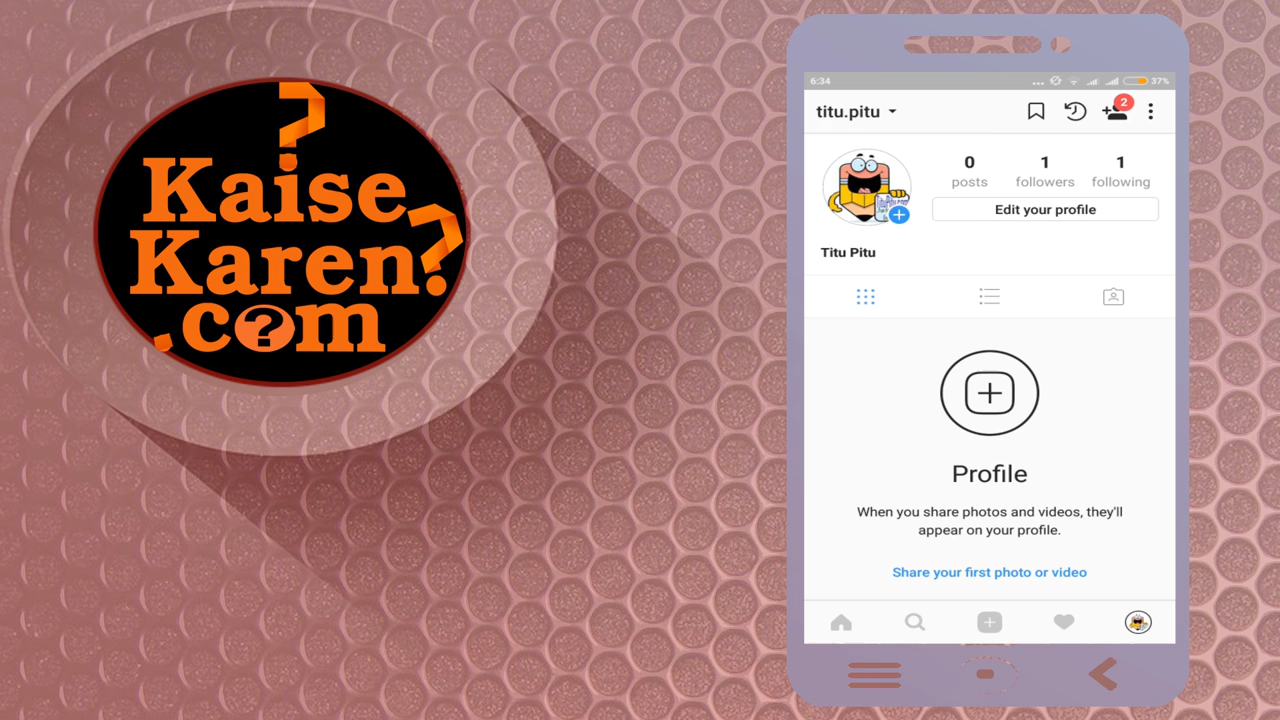 ?
Kaise
Karen?
.c?m
6:34
37%
titu.pitu
2
0
posts
1
followers
1
following
Edit your profile
Titu Pitu
Profile
When you share photos and videos, they'll
appear on your profile.
Share your first photo or video